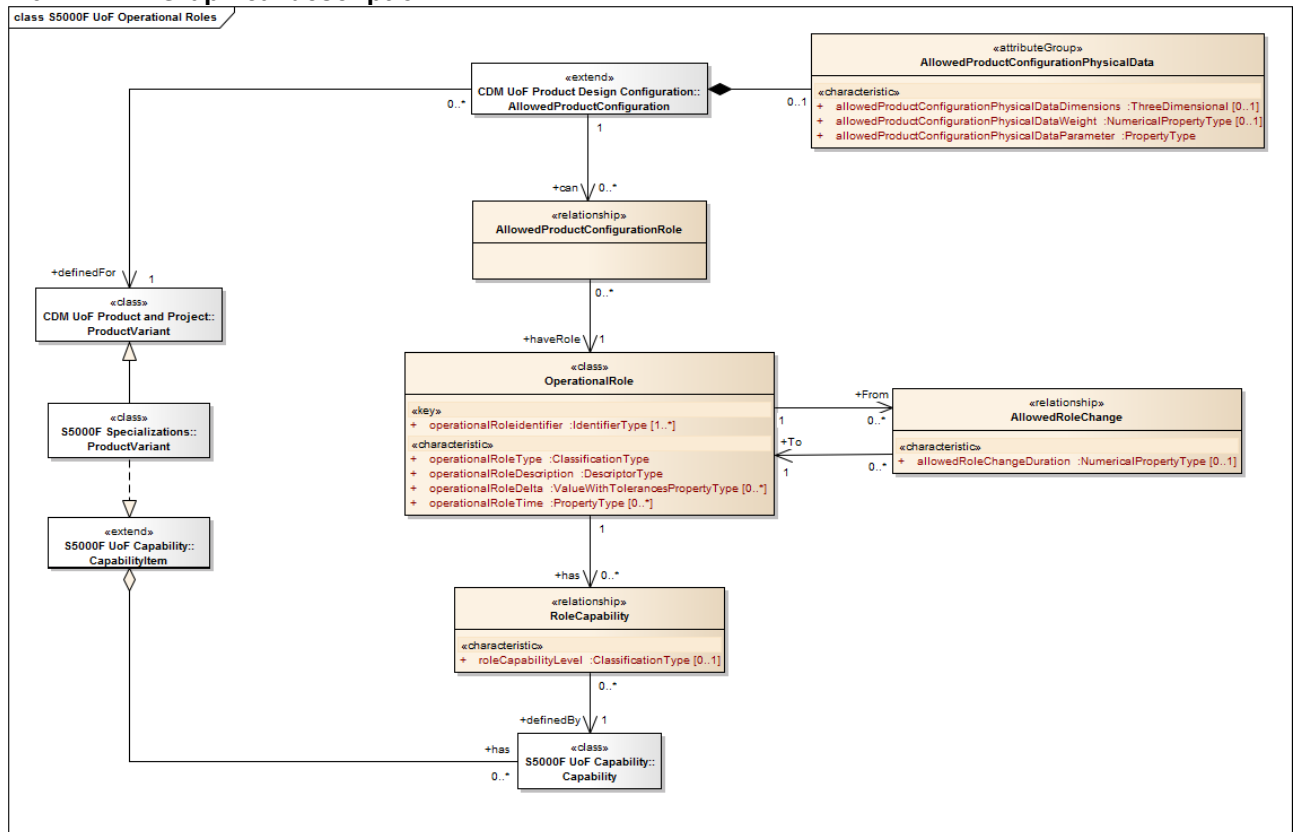 class S5000F UoF Operational Roles
«attributeGroup»
AllowedProductConfigurationPhysicalData
«characteristic»
+ allowedProductConfigurationPhysicalDataDimensions :ThreeDimensional [0..1]
+ allowedProductConfigurationPhysicalDataWeight :NumericalPropertyType [0..1]
+ allowedProductConfigurationPhysicalDataParameter :PropertyType
«extend»
CDM UoF Product Design Configuration::
AllowedProductConfiguration
0..*
0..1
1
+can
0..*
«relationship»
AllowedProductConfigurationRole
0..*
+definedFor
1
«class»
CDM UoF Product and Project::
ProductVariant
+haveRole
1
«class»
OperationalRole
«key»
+ operationalRoleidentifier :IdentifierType [1..*]
«characteristic»
+ operationalRoleType :ClassificationType
+ operationalRoleDescription :DescriptorType
+ operationalRoleDelta :ValueWithTolerancesPropertyType [0..*]
+ operationalRoleTime :PropertyType [0..*]
+From
1
0..*
+To
1
0..*
«relationship»
AllowedRoleChange
«characteristic»
+ allowedRoleChangeDuration :NumericalPropertyType [0..1]
«class»
S5000F Specializations::
ProductVariant
«extend»
S5000F UoF Capability::
CapabilityItem
1
+has
0..*
«relationship»
RoleCapability
«characteristic»
+ roleCapabilityLevel :ClassificationType [0..1]
0..*
+definedBy
1
+has
0..*
«class»
S5000F UoF Capability::
Capability